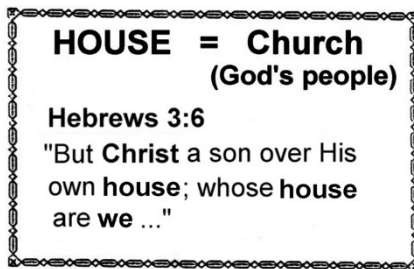 HOUSE = Church
(God's people)
Hebrews 3:6
"But Christ a son over His
own house; whose house
are we ..."